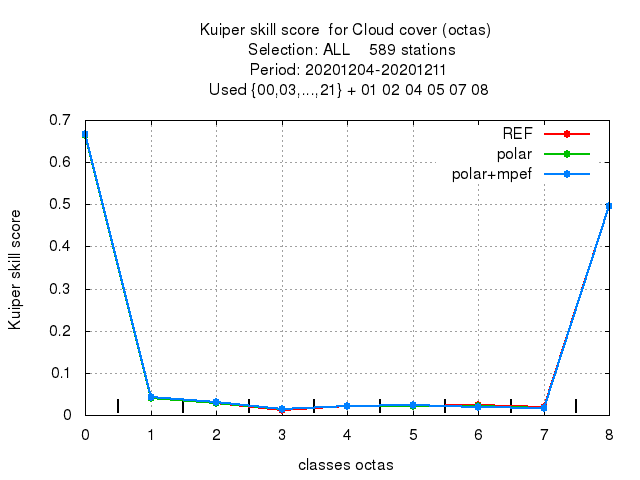 Kuiper skill score  for Cloud cover (octas)
Selection: ALL    589 stations
Period: 20201204-20201211
Used {00,03,...,21} + 01 02 04 05 07 08
REF
polar
polar+mpef
0.7
0.6
0.5
0.4
0.3
0.2
0.1
0
Kuiper skill score
0 1 2 3 4 5 6 7 8
classes octas